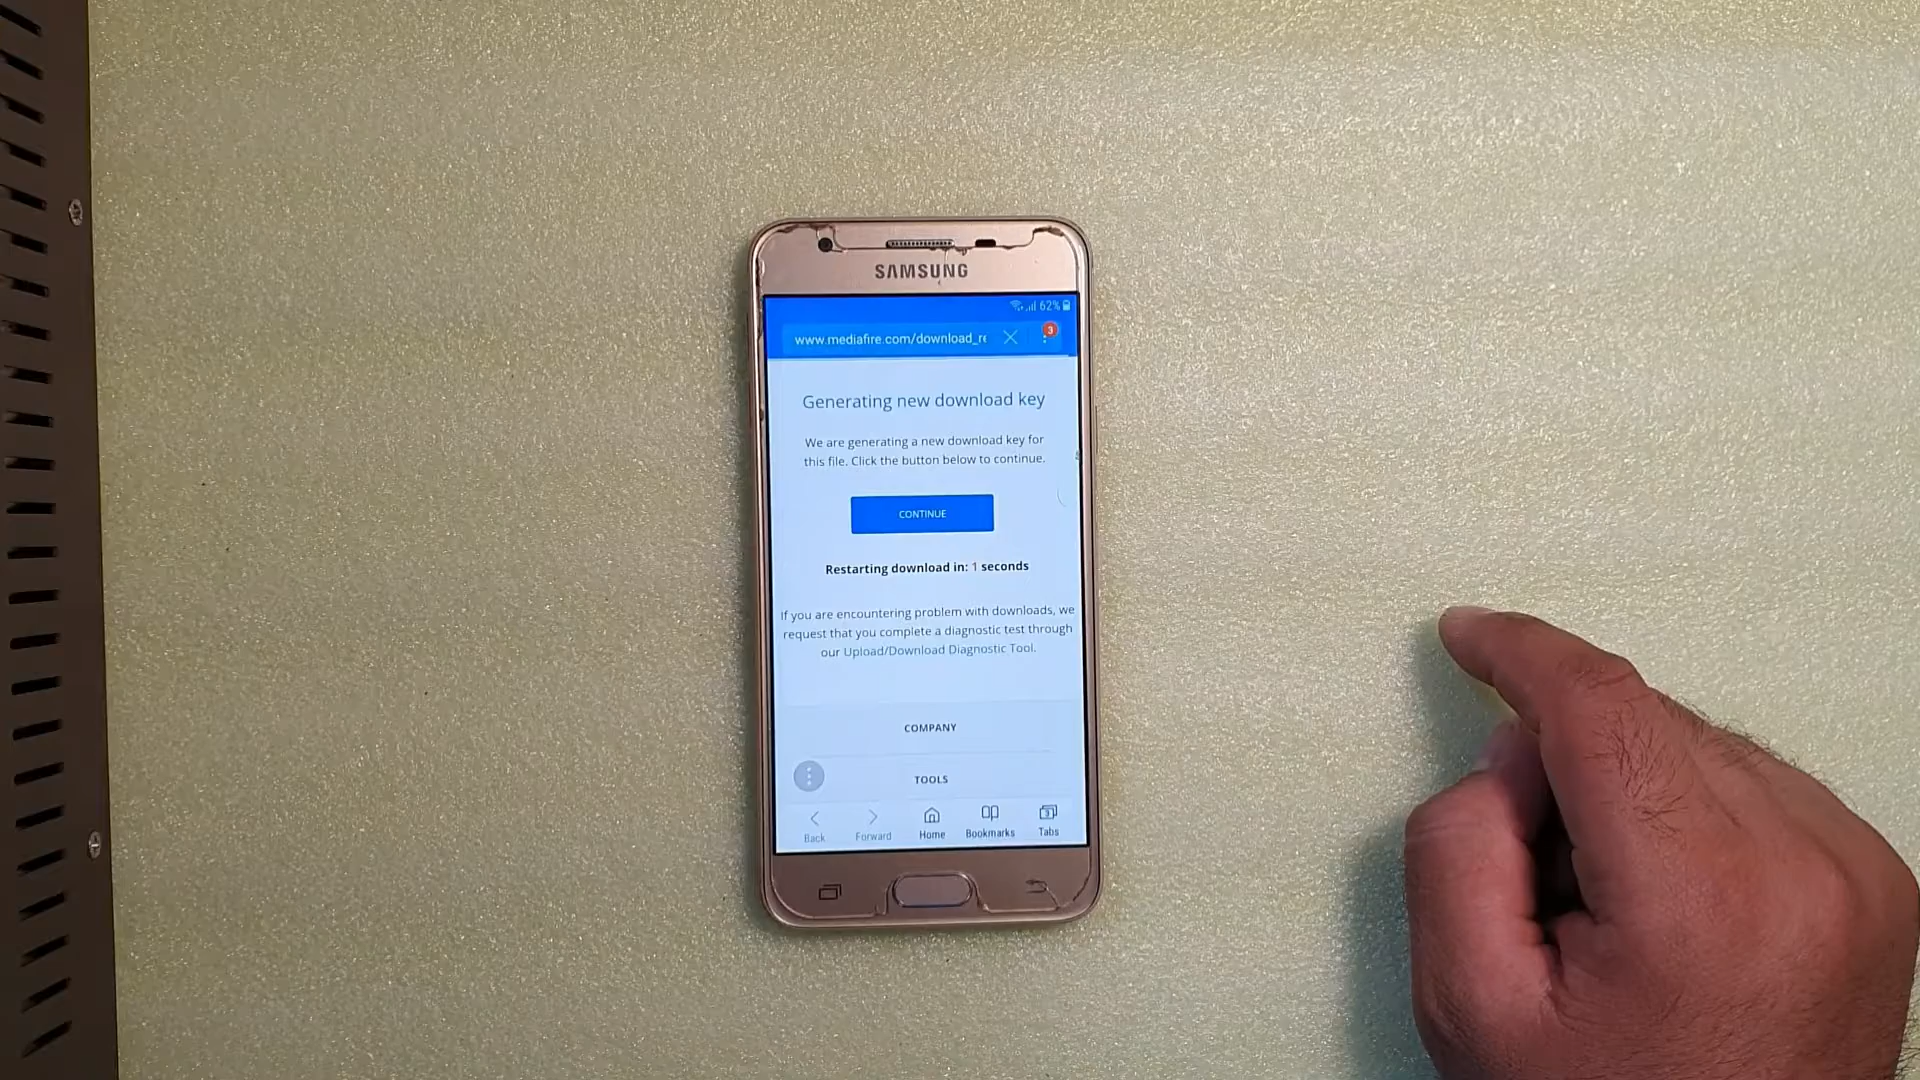 SAMSUNG
62%
www.mediafire.com/download_re
3
Generating new download key
We are generating a new download key for
this file. Click the button below to continue.
CONTINUE
Restarting download in: 1 seconds
If you are encountering problem with downloads, we
request that you complete a diagnostic test through
our Upload/Download Diagnostic Tool.
COMPANY
TOOLS
3
Back Forward Home Bookmarks Tabs